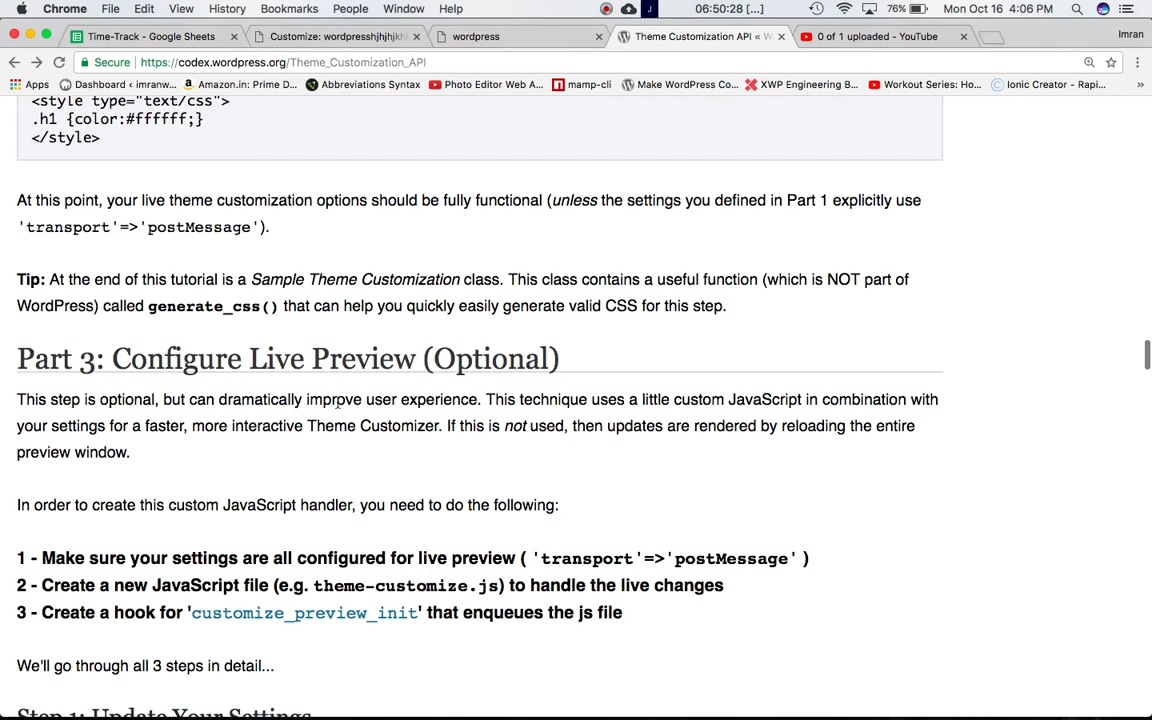 Chrome File Edit View History Bookmarks People Window Help 06:50:28 [...] 76% Mon Oct 16 4:06 PM
Time-Track - Google Sheets Customize: wordpresshjhjhjkh wordpress Theme Customization API « W 0 of 1 uploaded - YouTube Imran
Secure https://codex.wordpress.org/Theme_Customization_API
Apps Dashboard ‹ imranw... Amazon.in: Prime D... Abbreviations Syntax Photo Editor Web A... mamp-cli Make WordPress Co... XWP Engineering B... Workout Series: Ho... Ionic Creator - Rapi... »
<style type="text/css">
.h1 {color:#ffffff;}
</style>
At this point, your live theme customization options should be fully functional (unless the settings you defined in Part 1 explicitly use
'transport'=>'postMessage').
Tip: At the end of this tutorial is a Sample Theme Customization class. This class contains a useful function (which is NOT part of
WordPress) called generate_css() that can help you quickly easily generate valid CSS for this step.
Part 3: Configure Live Preview (Optional)
This step is optional, but can dramatically improve user experience. This technique uses a little custom JavaScript in combination with
your settings for a faster, more interactive Theme Customizer. If this is not used, then updates are rendered by reloading the entire
preview window.
In order to create this custom JavaScript handler, you need to do the following:
1 - Make sure your settings are all configured for live preview ( 'transport'=>'postMessage' )
2 - Create a new JavaScript file (e.g. theme-customize.js) to handle the live changes
3 - Create a hook for 'customize_preview_init' that enqueues the js file
We'll go through all 3 steps in detail...
Step 1: Update Your Settings